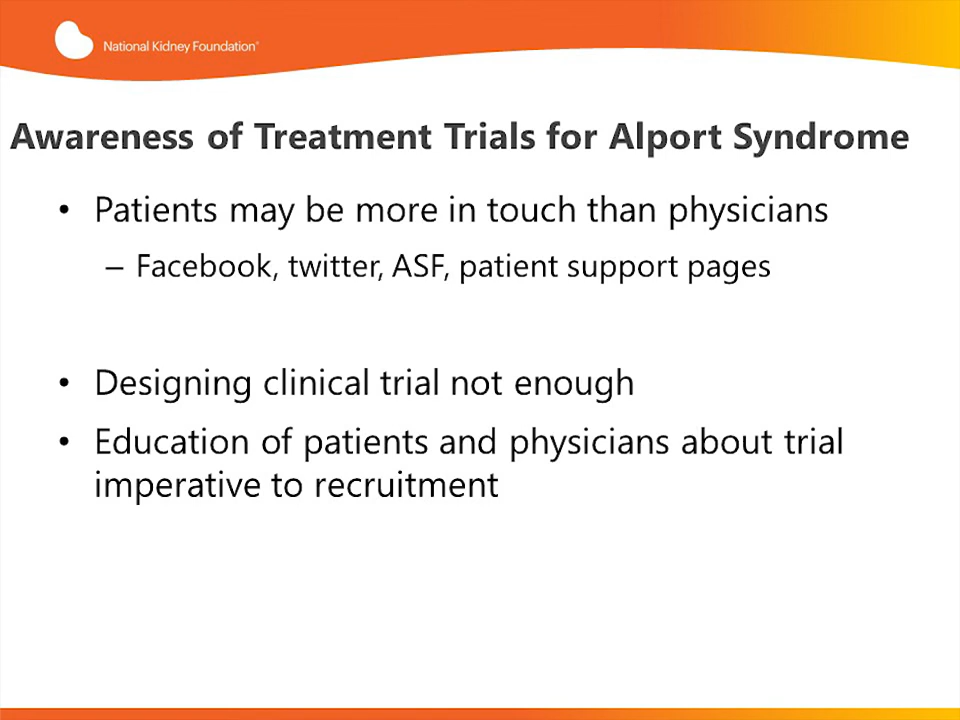 National Kidney Foundation®
Awareness of Treatment Trials for Alport Syndrome
• Patients may be more in touch than physicians
– Facebook, twitter, ASF, patient support pages
• Designing clinical trial not enough
• Education of patients and physicians about trial
imperative to recruitment